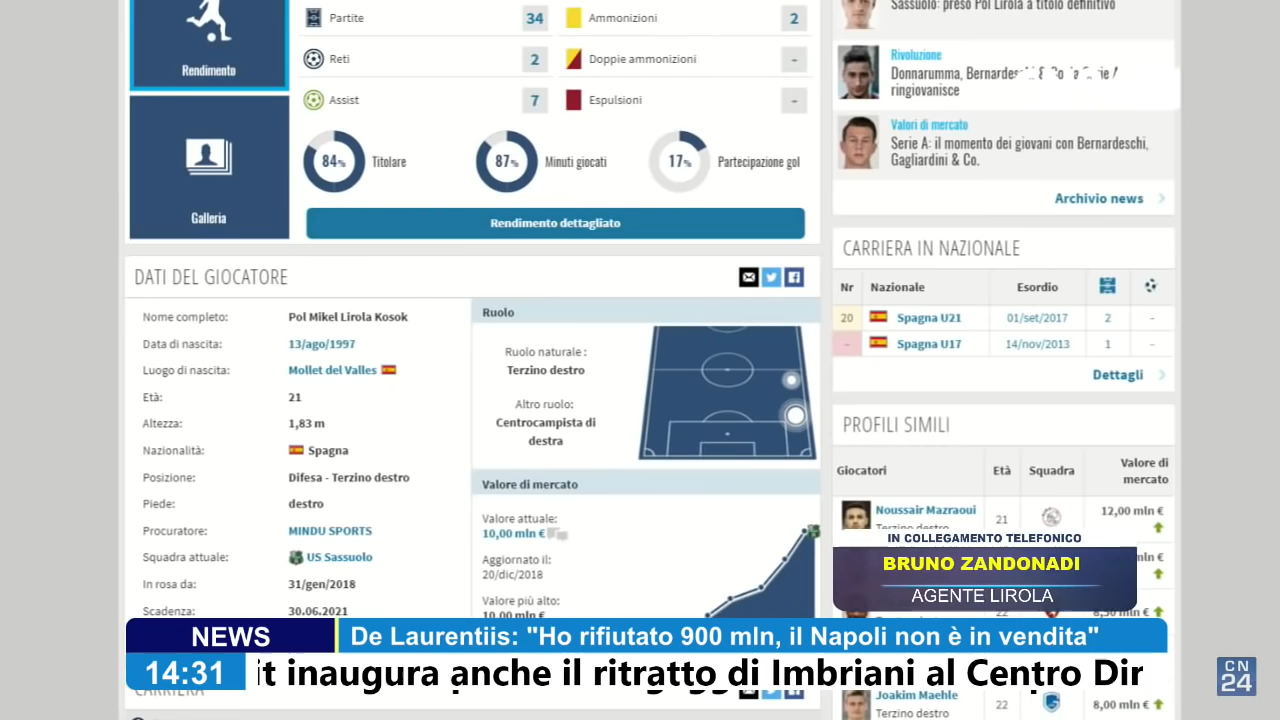 Rendimento
Galleria
Partite 34
Reti 2
Assist 7
Ammonizioni 2
Doppie ammonizioni -
Espulsioni -
84% Titolare
87% Minuti giocati
17% Partecipazione gol
Rendimento dettagliato
DATI DEL GIOCATORE
Nome completo: Pol Mikel Lirola Kosok
Data di nascita: 13/ago/1997
Luogo di nascita: Mollet del Valles
Età: 21
Altezza: 1,83 m
Nazionalità: Spagna
Posizione: Difesa - Terzino destro
Piede: destro
Procuratore: MINDU SPORTS
Squadra attuale: US Sassuolo
In rosa da: 31/gen/2018
Scadenza: 30.06.2021
Ruolo
Ruolo naturale :
Terzino destro
Altro ruolo:
Centrocampista di
destra
Valore di mercato
Valore attuale:
10,00 mln €
Aggiornato il:
20/dic/2018
Valore più alto:
10,00 mln €
Sassuolo: preso Pol Lirola a titolo definitivo
Rivoluzione
Donnarumma,
ringiovanisce
Valori di mercato
Serie A: il momento dei giovani con Bernardeschi,
Gagliardini & Co.
Archivio news
CARRIERA IN NAZIONALE
Nr Nazionale Esordio
20 Spagna U21 01/set/2017 2 -
- Spagna U17 14/nov/2013 1 -
Dettagli
PROFILI SIMILI
Giocatori Età Squadra Valore di
mercato
Noussair Mazraoui 21 12,00 mln €
Terzino destro
mln €
IN COLLEGAMENTO TELEFONICO
BRUNO ZANDONADI
AGENTE LIROLA
22 8,50 mln €
NEWS De Laurentiis: "Ho rifiutato 900 mln, il Napoli non è in vendita"
14:31 it inaugura anche il ritratto di Imbriani al Centro Dir
CARRIERA
Joakim Maehle 22 8,00 mln €
Terzino destro
CN
24